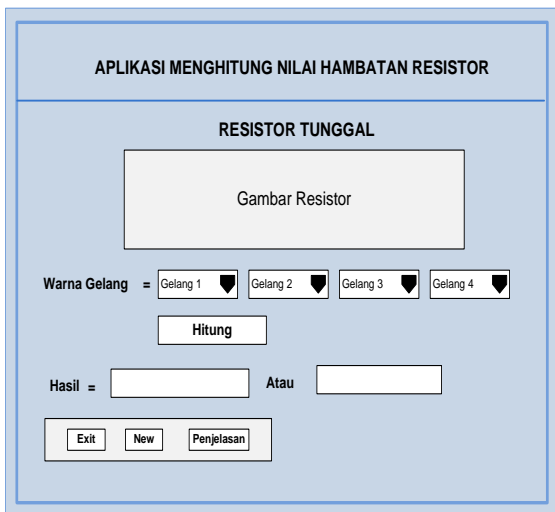 APLIKASI MENGHITUNG NILAI HAMBATAN RESISTOR
RESISTOR TUNGGAL
Gambar Resistor
Warna Gelang = Gelang 1 Gelang 2 Gelang 3 Gelang 4
Hitung
Hasil = Atau
Exit New Penjelasan